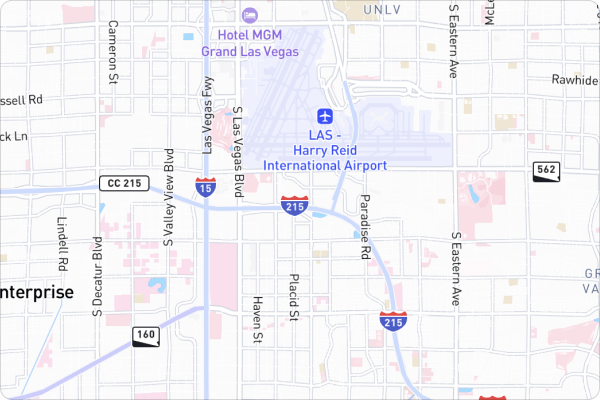 UNLV
Hotel MGM
Grand Las Vegas
Cameron St
S Eastern Ave
McL
Rawhide
ssell Rd
Las Vegas Fwy
S Las Vegas Blvd
ck Ln
LAS -
Harry Reid
International Airport
562
CC 215
S Valley View Blvd
15
215
Paradise Rd
Lindell Rd
S Decatur Blvd
S Eastern Ave
GR
VA
nterprise
Placid St
Haven St
160
215